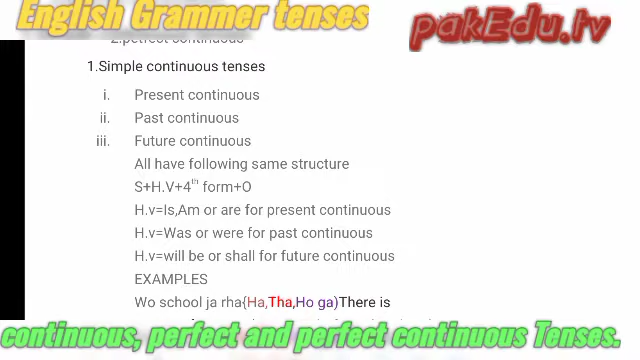 English Grammer tenses
pakEdu.tv
2.perfect continuous
1.Simple continuous tenses
i. Present continuous
ii. Past continuous
iii. Future continuous
All have following same structure
S+H.V+4th form+O
H.v=Is,Am or are for present continuous
H.v=Was or were for past continuous
H.v=will be or shall for future continuous
EXAMPLES
Wo school ja rha{Ha,Tha,Ho ga)There is
continuous, perfect and perfect continuous Tenses.